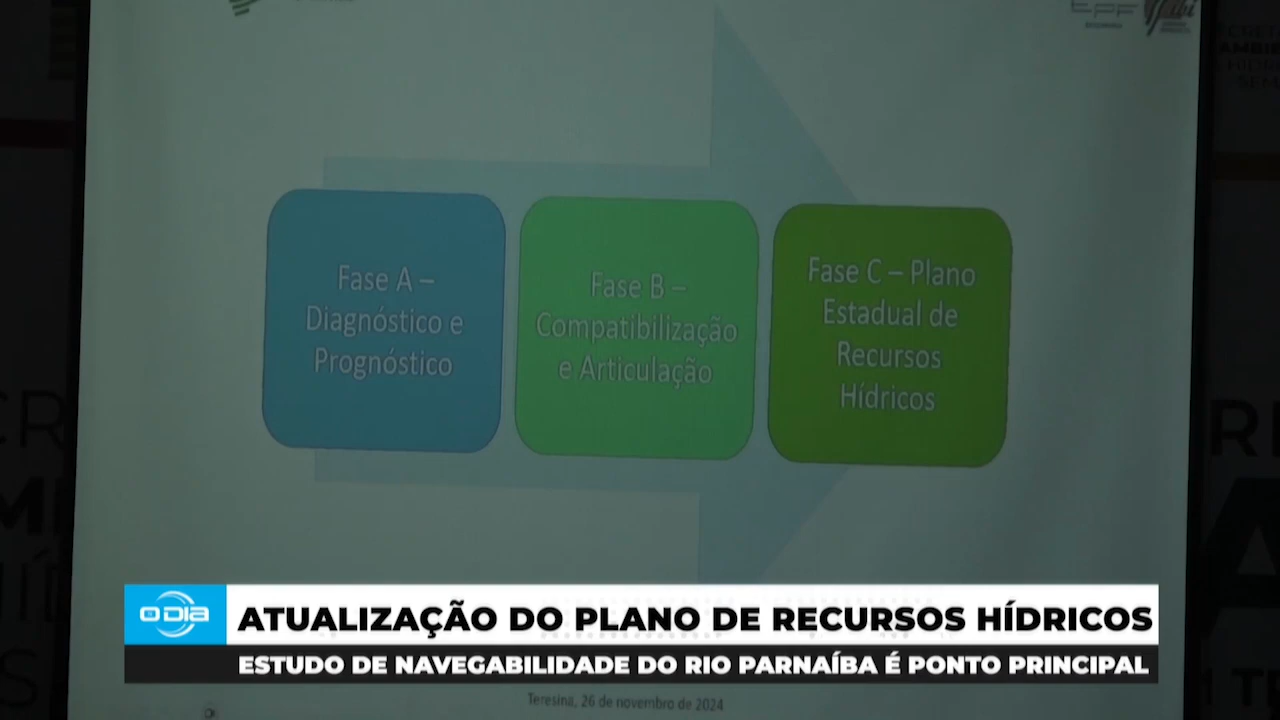 EPF
Fase A –
Diagnóstico e
Prognóstico
Fase B –
Compatibilização
e Articulação
Fase C – Plano
Estadual de
Recursos
Hídricos
O DIA
ATUALIZAÇÃO DO PLANO DE RECURSOS HÍDRICOS
ESTUDO DE NAVEGABILIDADE DO RIO PARNAÍBA É PONTO PRINCIPAL
Teresina, 26 de novembro de 2024